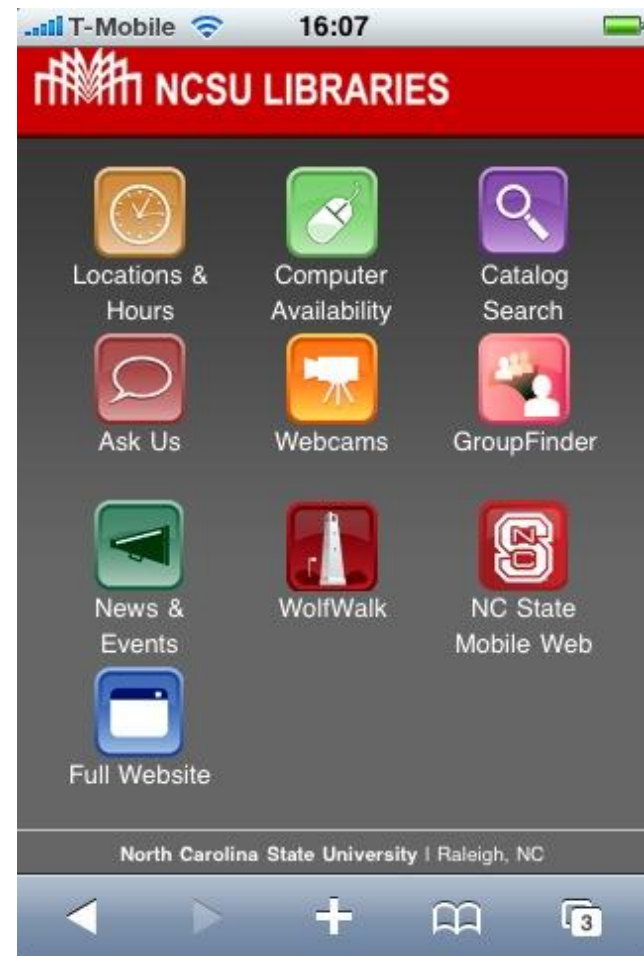 T-Mobile 16:07
NCSU LIBRARIES
Locations & Hours
Computer Availability
Catalog Search
Ask Us
Webcams
GroupFinder
News & Events
WolfWalk
NC State Mobile Web
NC S
Full Website
North Carolina State University | Raleigh, NC
3